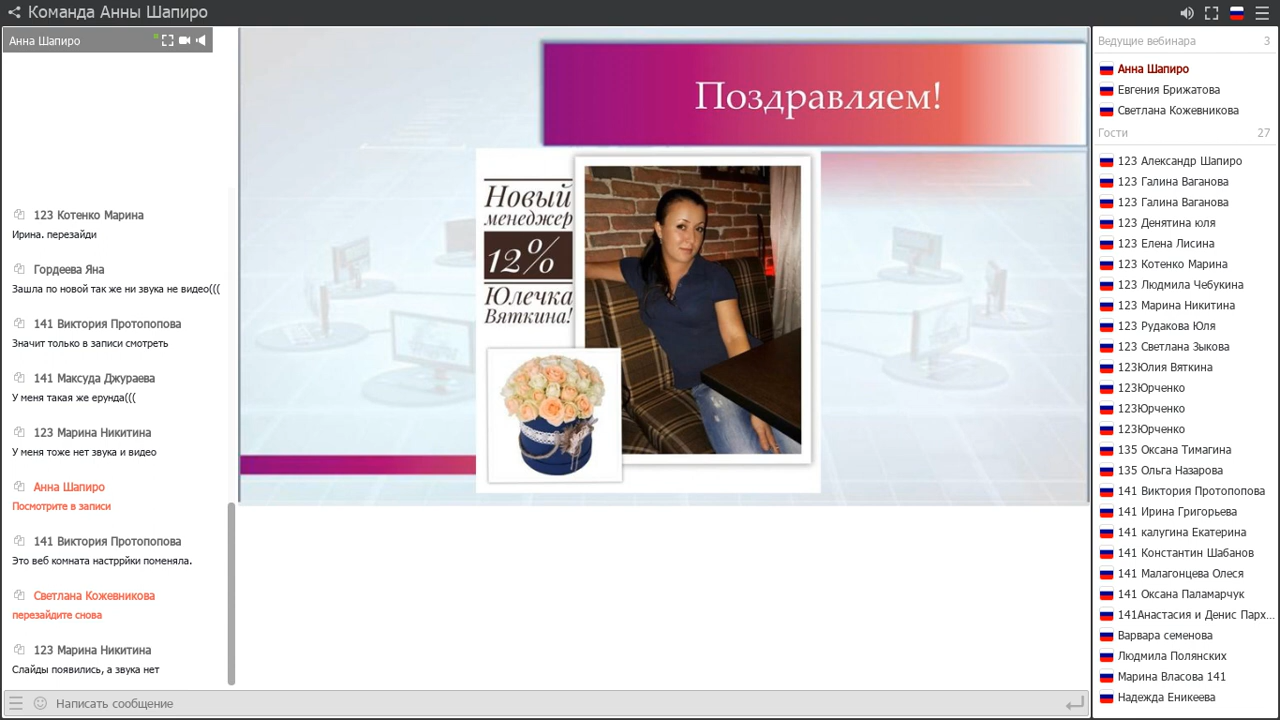 Команда Анны Шапиро
Анна Шапиро
123 Котенко Марина
Ирина. перезайди
Гордеева Яна
Зашла по новой так же ни звука не видео(((
141 Виктория Протопопова
Значит только в записи смотреть
141 Максуда Джураева
У меня такая же ерунда(((
123 Марина Никитина
У меня тоже нет звука и видео
Анна Шапиро
Посмотрите в записи
141 Виктория Протопопова
Это веб комната настррйки поменяла.
Светлана Кожевникова
перезайдите снова
123 Марина Никитина
Слайды появились, а звука нет
Написать сообщение
Поздравляем!
Новый
менеджер
12%
Юлечка
Вяткина!
Ведущие вебинара 3
Анна Шапиро
Евгения Брижатова
Светлана Кожевникова
Гости 27
123 Александр Шапиро
123 Галина Ваганова
123 Галина Ваганова
123 Денятина юля
123 Елена Лисина
123 Котенко Марина
123 Людмила Чебукина
123 Марина Никитина
123 Рудакова Юля
123 Светлана Зыкова
123Юлия Вяткина
123Юрченко
123Юрченко
123Юрченко
135 Оксана Тимагина
135 Ольга Назарова
141 Виктория Протопопова
141 Ирина Григорьева
141 калугина Екатерина
141 Константин Шабанов
141 Малагонцева Олеся
141 Оксана Паламарчук
141Анастасия и Денис Парх...
Варвара семенова
Людмила Полянских
Марина Власова 141
Надежда Еникеева